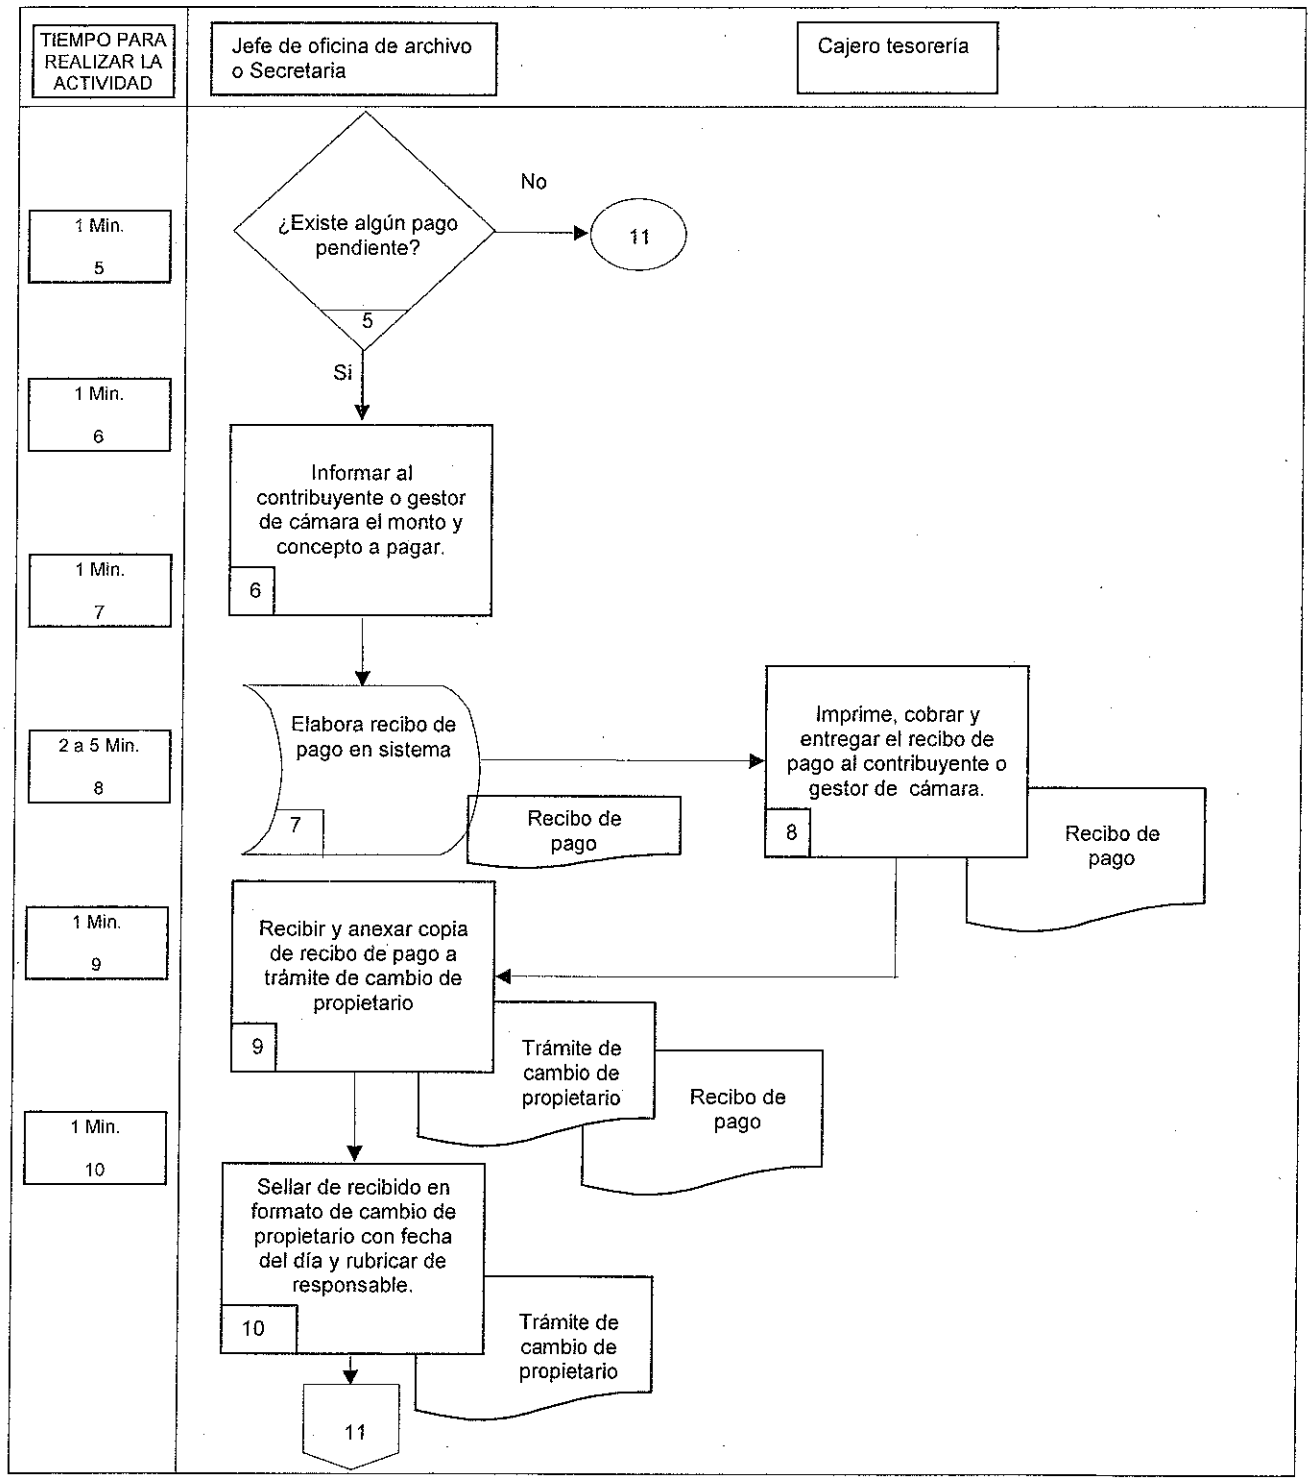 TIEMPO PARA
REALIZAR LA
ACTIVIDAD
Jefe de oficina de archivo
o Secretaria
Cajero tesorería
1 Min.
5
¿Existe algún pago
pendiente?
5
No
11
Si
1 Min.
6
Informar al
contribuyente o gestor
de cámara el monto y
concepto a pagar.
6
1 Min.
7
Elabora recibo de
pago en sistema
7
Recibo de
pago
2 a 5 Min.
8
Imprime, cobrar y
entregar el recibo de
pago al contribuyente o
gestor de cámara.
8
Recibo de
pago
1 Min.
9
Recibir y anexar copia
de recibo de pago a
trámite de cambio de
propietario
9
Trámite de
cambio de
propietario
Recibo de
pago
1 Min.
10
Sellar de recibido en
formato de cambio de
propietario con fecha
del día y rubricar de
responsable.
10
Trámite de
cambio de
propietario
11